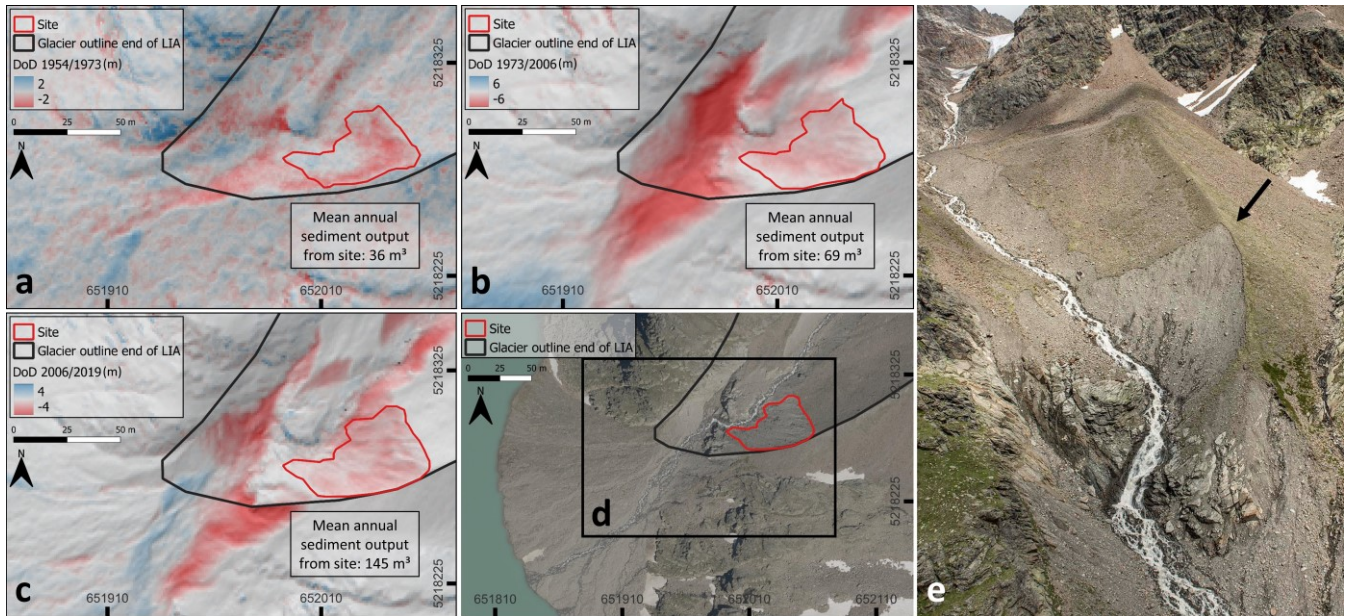 Site
Glacier outline end of LIA
DoD 1954/1973 (m)
2
-2
0 25 50 m
N
5218325
Mean annual
sediment output
from site: 36 m³
5218225
a
651910
652010
Site
Glacier outline end of LIA
DoD 1973/2006 (m)
6
-6
0 25 50 m
N
5218325
Mean annual
sediment output
from site: 69 m³
5218225
b
651910
652010
Site
Glacier outline end of LIA
DoD 2006/2019 (m)
4
-4
0 25 50 m
N
5218325
Mean annual
sediment output
from site: 145 m³
5218225
c
651910
652010
Site
Glacier outline end of LIA
0 25 50 m
N
5218325
d
5218225
651810
651910
652010
652110
e